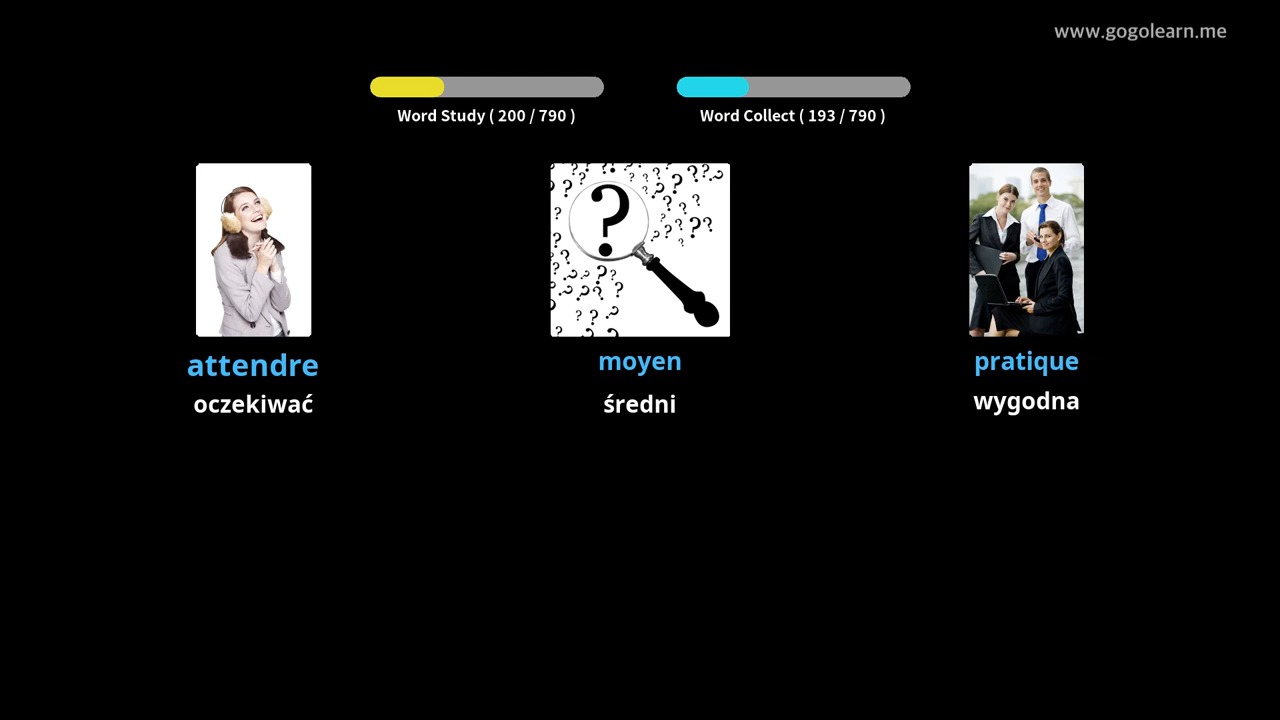 www.gogolearn.me
Word Study ( 200 / 790 )
Word Collect ( 193 / 790 )
attendre
oczekiwać
moyen
średni
pratique
wygodna